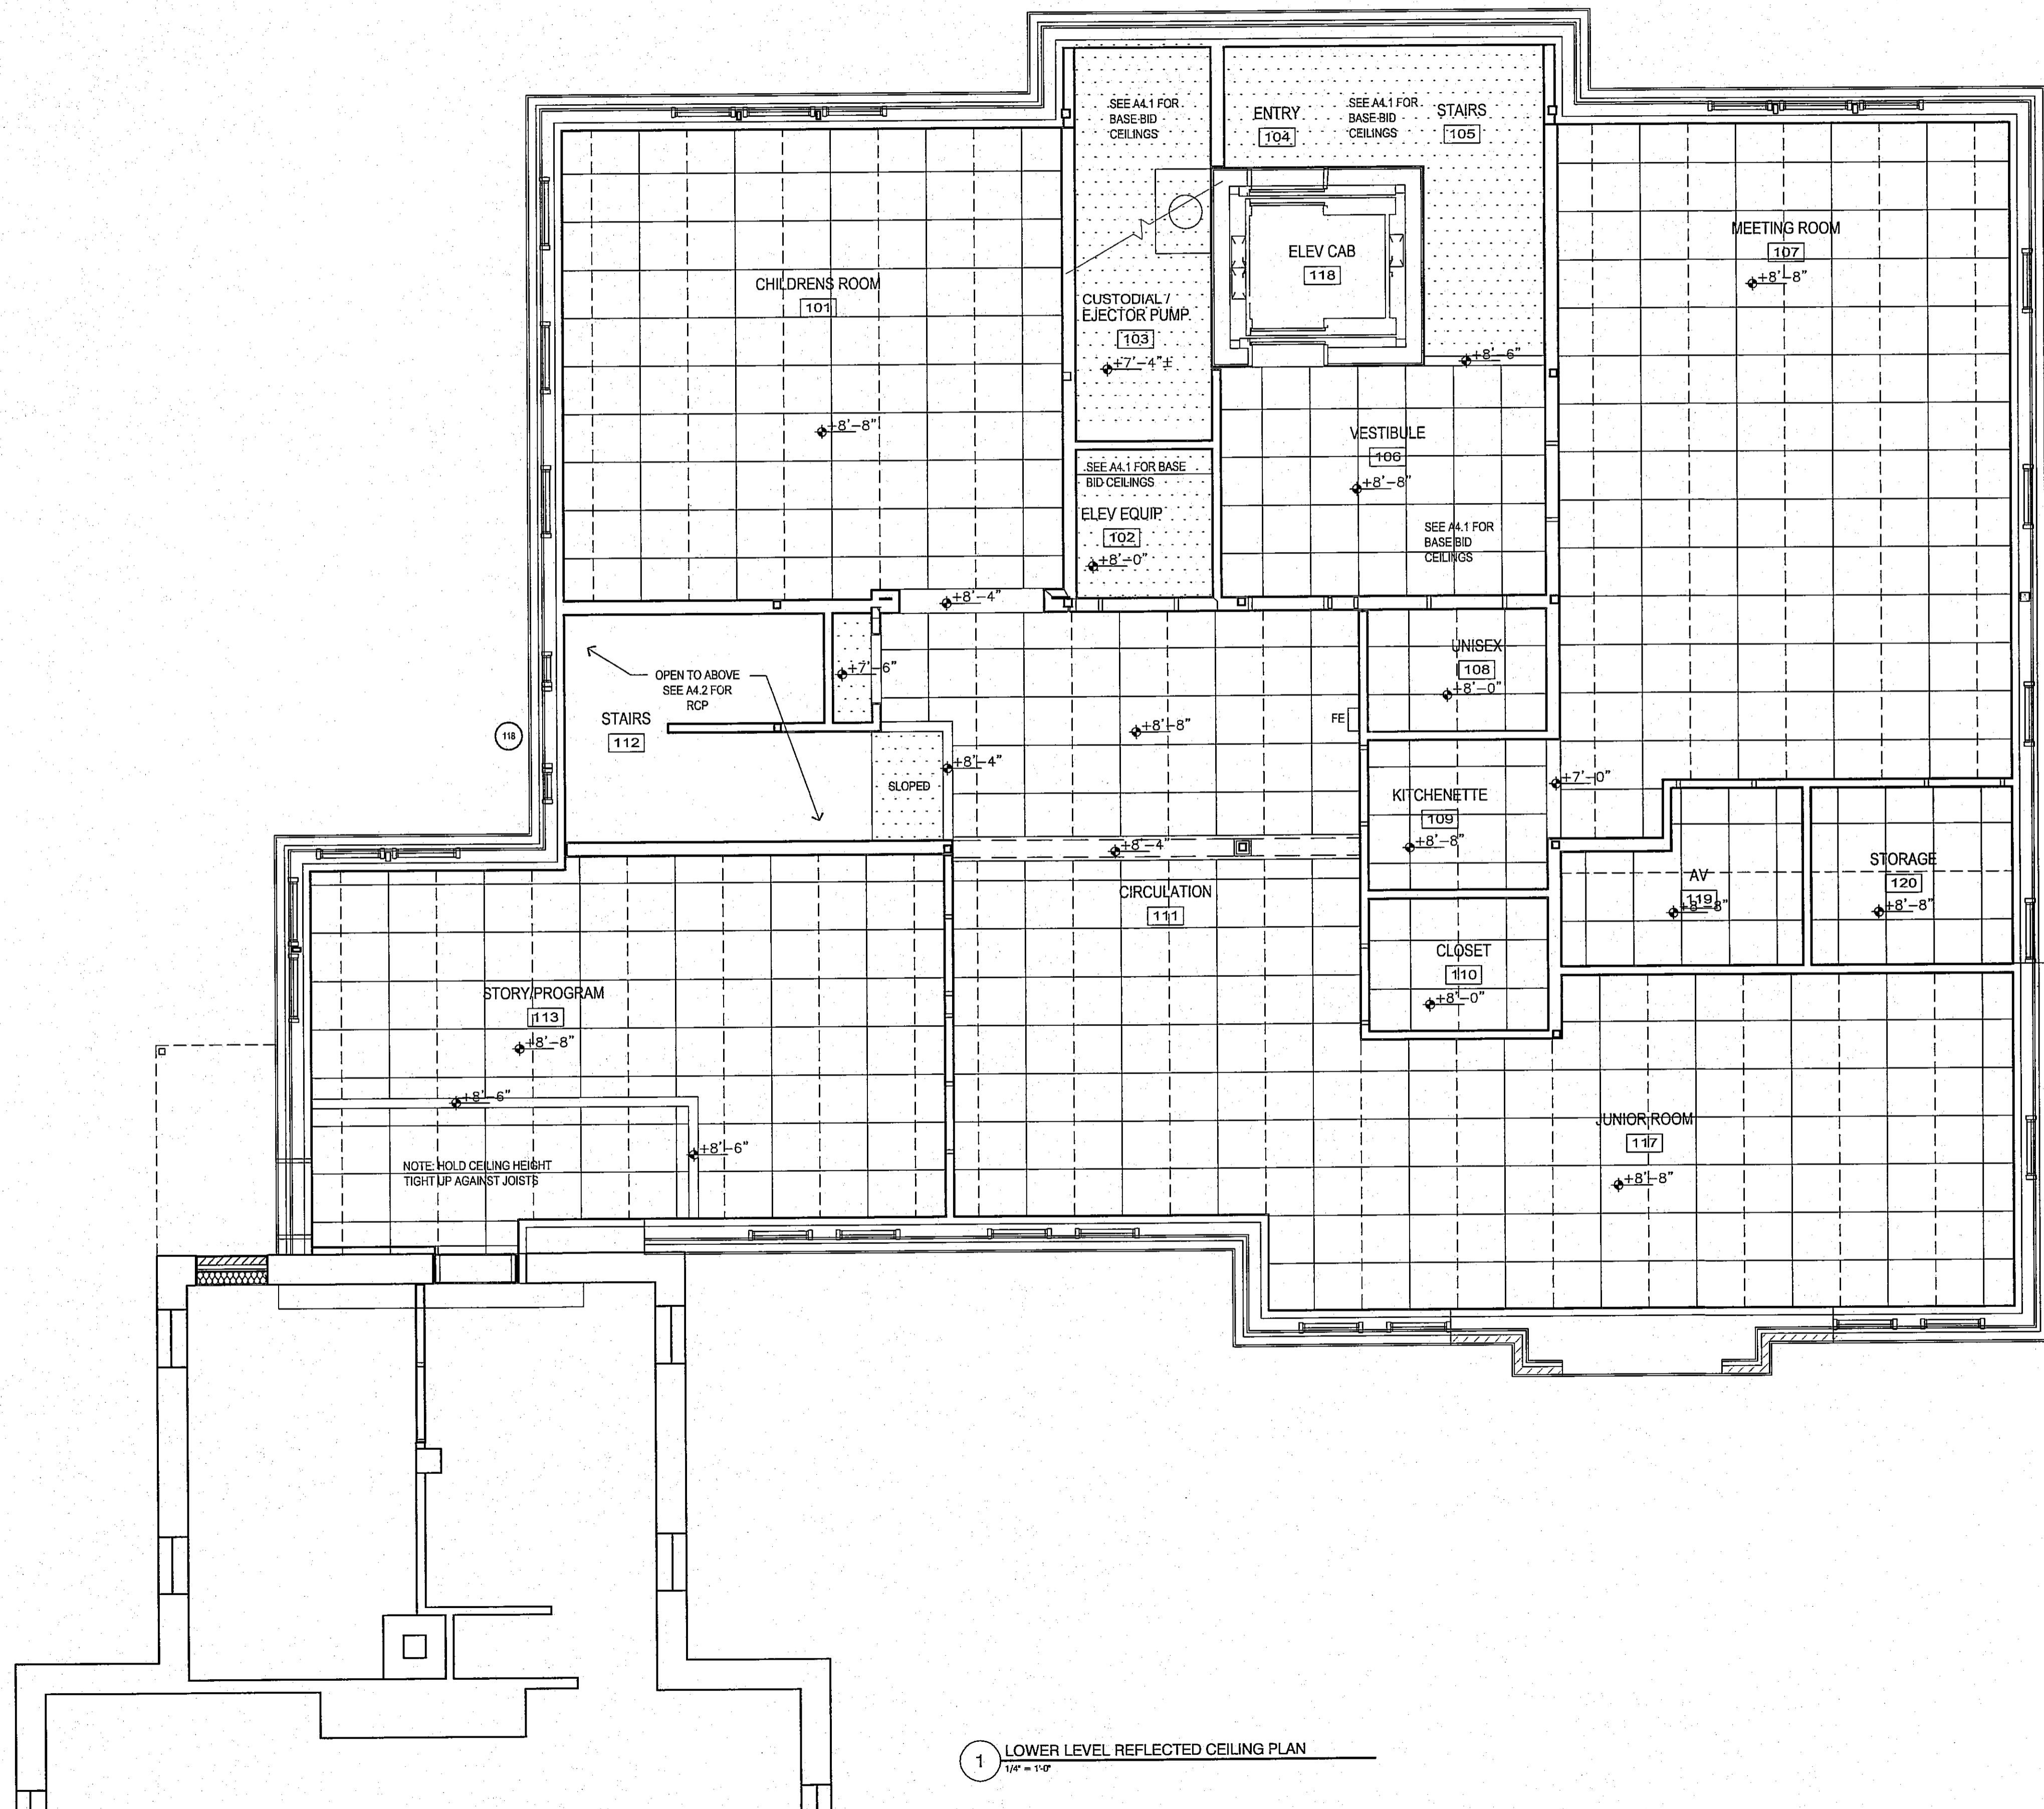 SEE A4.1 FOR
BASE BID
CEILINGS
ENTRY
104
SEE A4.1 FOR
BASE BID
CEILINGS
STAIRS
105
MEETING ROOM
107
+8'-8"
ELEV CAB
118
CHILDRENS ROOM
101
+8'-8"
CUSTODIAL /
EJECTOR PUMP
103
+7'-4"±
+8'-6"
VESTIBULE
106
+8'-8"
SEE A4.1 FOR BASE
BID CEILINGS
ELEV EQUIP
102
+8'-0"
SEE A4.1 FOR
BASE BID
CEILINGS
+8'-4"
UNISEX
108
+8'-0"
OPEN TO ABOVE
SEE A4.2 FOR
RCP
+7'-6"
STAIRS
112
118
FE
+8'-8"
+8'-4"
SLOPED
+7'-0"
KITCHENETTE
109
+8'-8"
+8'-4"
CIRCULATION
111
AV
119
+8'-8"
STORAGE
120
+8'-8"
CLOSET
110
+8'-0"
STORY/PROGRAM
113
+8'-8"
+8'-6"
+8'-6"
NOTE: HOLD CEILING HEIGHT
TIGHT UP AGAINST JOISTS
JUNIOR ROOM
117
+8'-8"
1
LOWER LEVEL REFLECTED CEILING PLAN
1/4" = 1'-0"